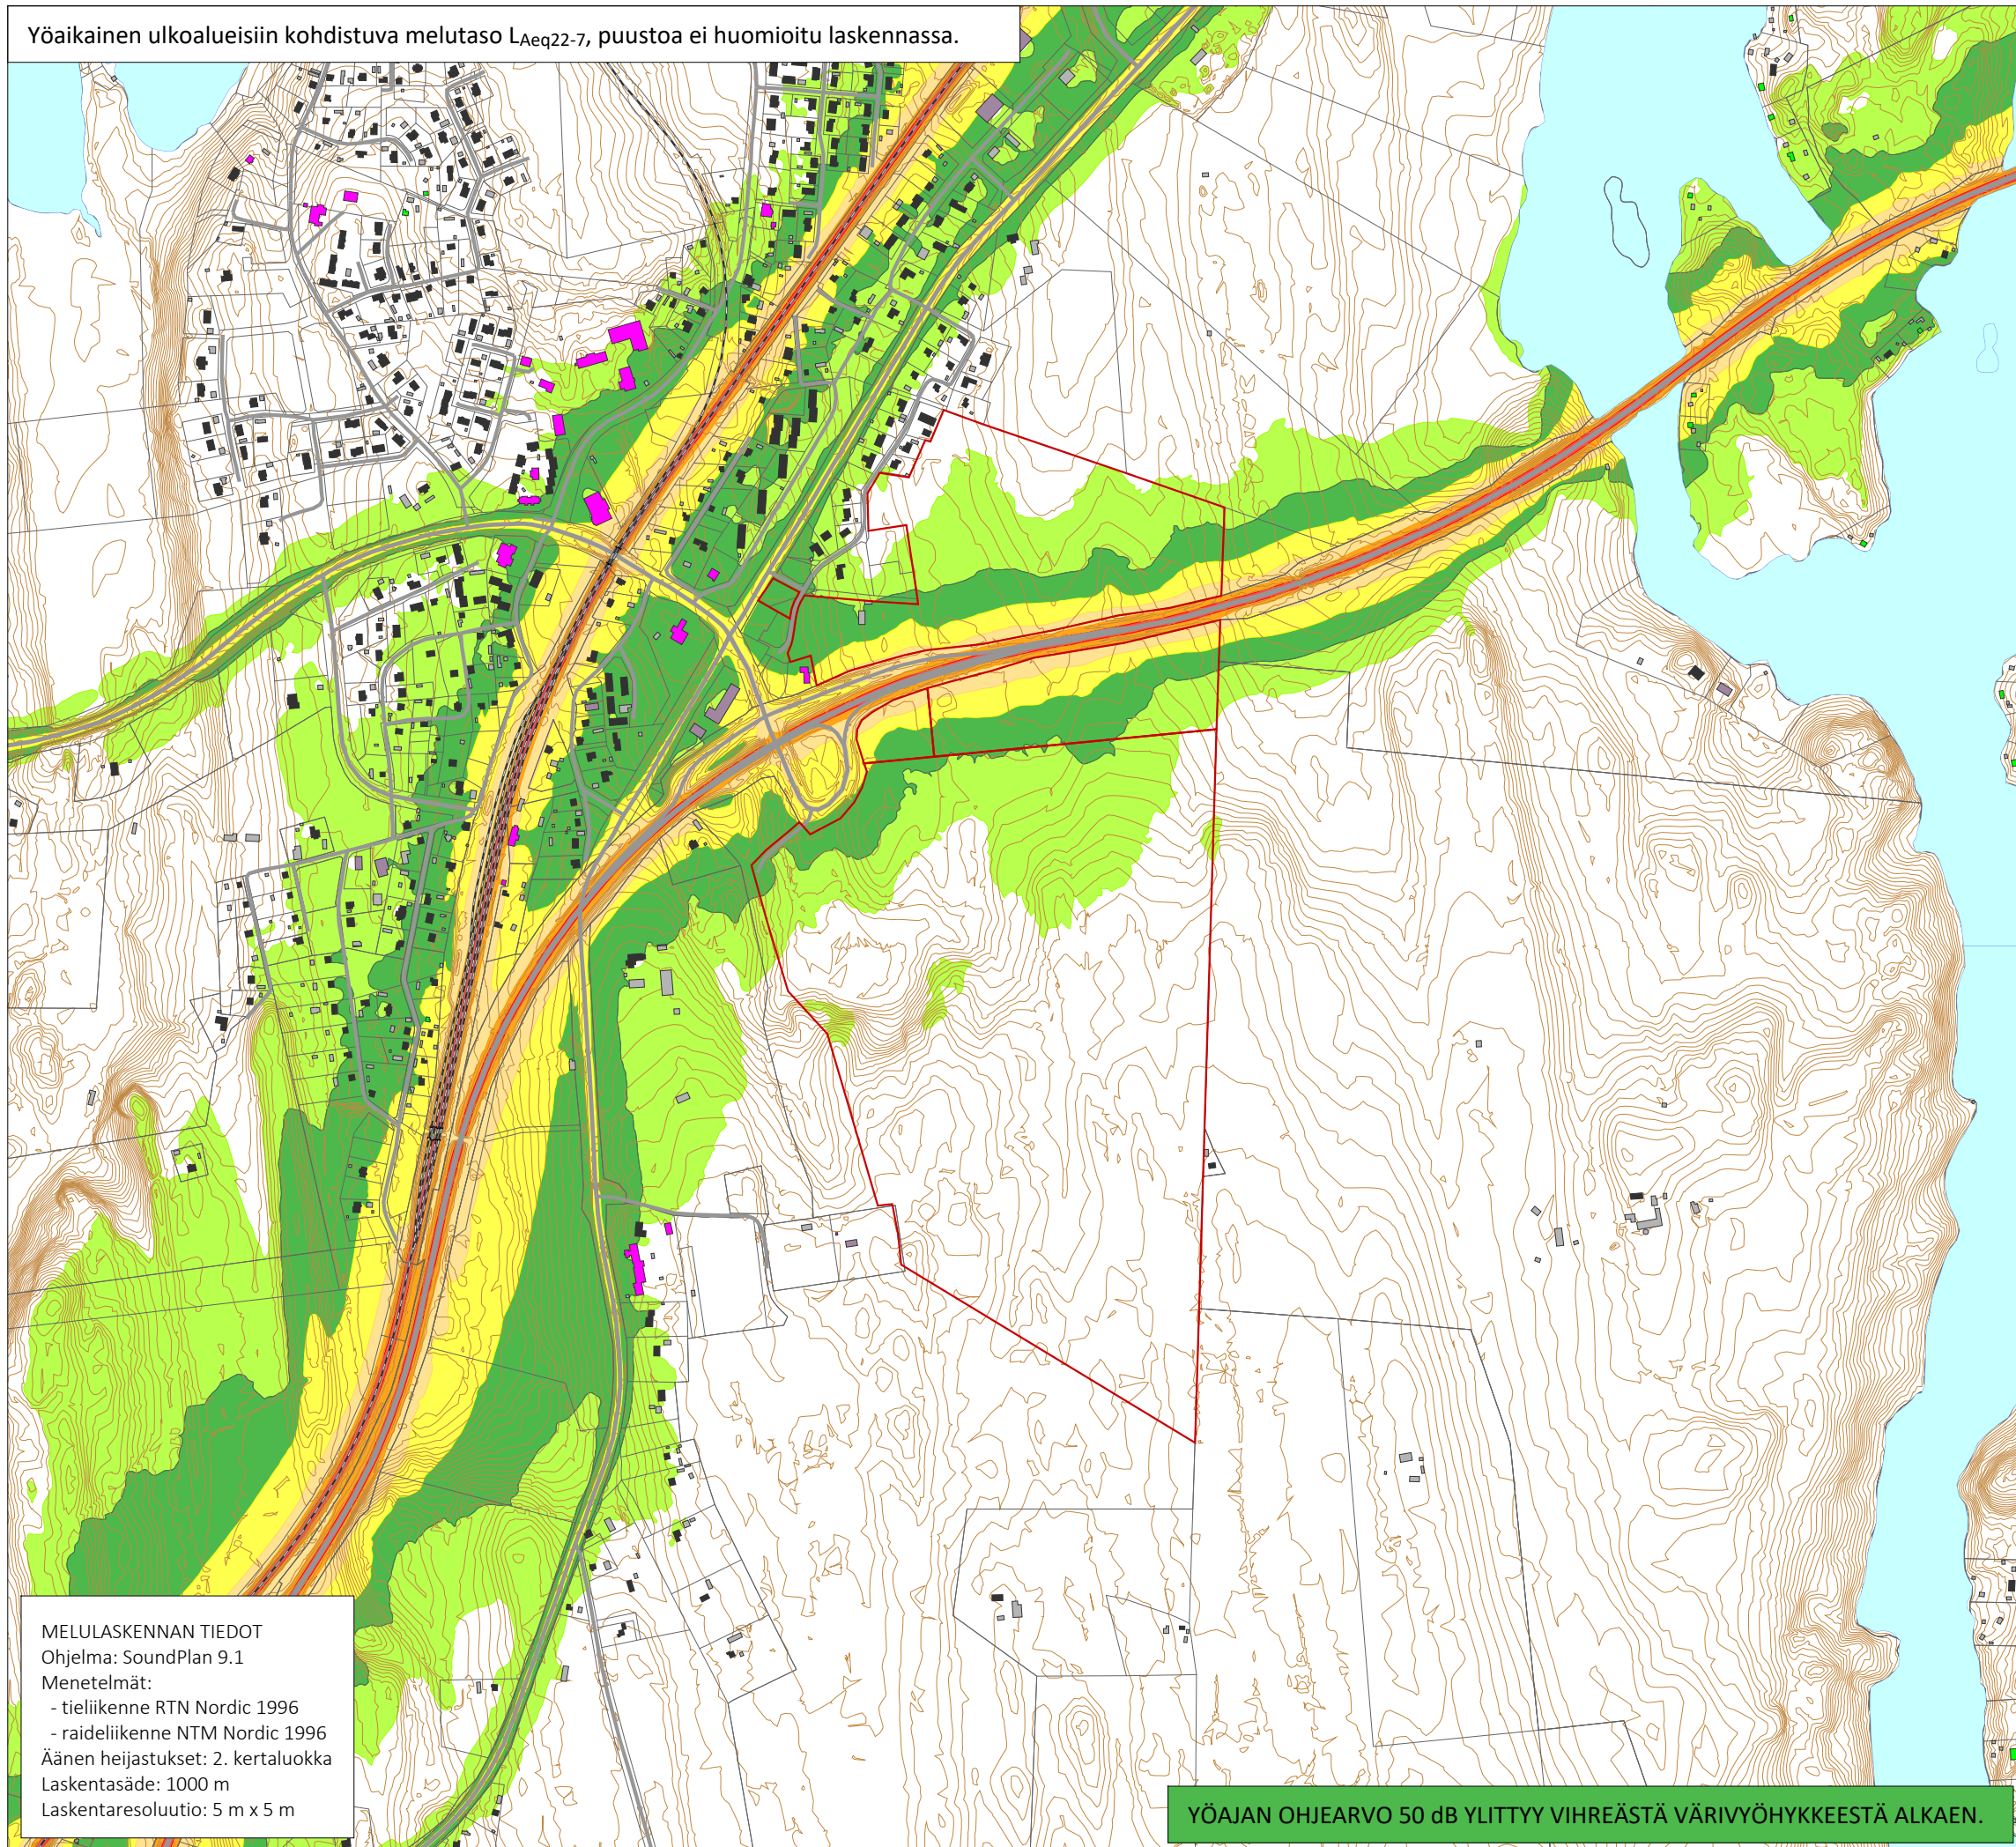 Yöaikainen ulkoalueisiin kohdistuva melutaso LAeq22-7, puustoa ei huomioitu laskennassa.
MELULASKENNAN TIEDOT
Ohjelma: SoundPlan 9.1
Menetelmät:
- tieliikenne RTN Nordic 1996
- raideliikenne NTM Nordic 1996
Äänen heijastukset: 2. kertaluokka
Laskentasäde: 1000 m
Laskentaresoluutio: 5 m x 5 m
YÖAJAN OHJEARVO 50 dB YLITTYY VIHREÄSTÄ VÄRIVYÖHYKKEESTÄ ALKAEN.